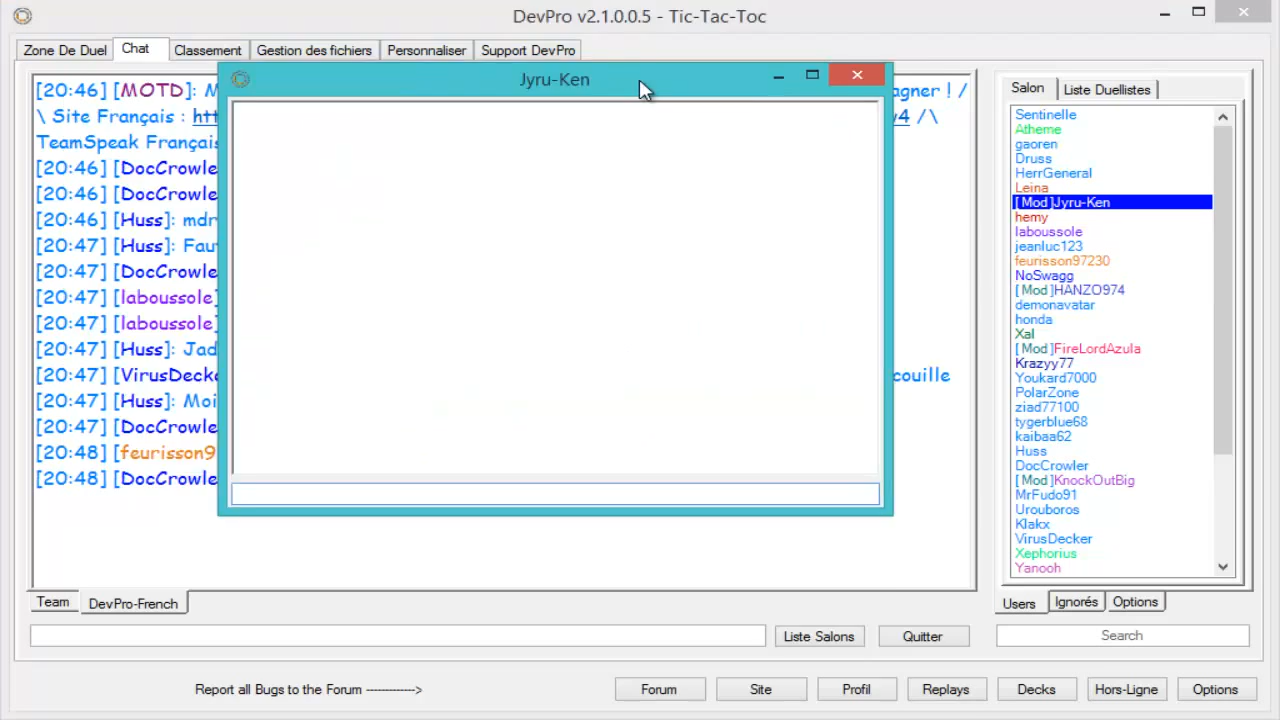 DevPro v2.1.0.0.5 - Tic-Tac-Toc
Zone De Duel Chat Classement Gestion des fichiers Personnaliser Support DevPro
Jyru-Ken
[20:46] [MOTD]: agner ! /
\ Site Français : y4 /\
TeamSpeak
[20:46] [DocCrowle
[20:46] [DocCrowle
[20:46] [Huss]: mdr
[20:47] [Huss]: Fau
[20:47] [DocCrowle
[20:47] [laboussole]
[20:47] [laboussole]
[20:47] [Huss]: Jad
[20:47] [VirusDecke couille
[20:47] [Huss]: Moi
[20:47] [DocCrowle
[20:48] [feurisson9
[20:48] [DocCrowle
Team DevPro-French
Liste Salons Quitter
Salon Liste Duellistes
Sentinelle
Atheme
gaoren
Druss
HerrGeneral
Leina
[Mod]Jyru-Ken
hemy
laboussole
jeanluc123
feurisson97230
NoSwagg
[Mod]HANZO974
demonavatar
honda
Xal
[Mod]FireLordAzula
Krazyy77
Youkard7000
PolarZone
ziad77100
tygerblue68
kaibaa62
Huss
DocCrowler
[Mod]KnockOutBig
MrFudo91
Urouboros
Klakx
VirusDecker
Xephorius
Yanooh
Users Ignorés Options
Search
Report all Bugs to the Forum ------------->
Forum Site Profil Replays Decks Hors-Ligne Options